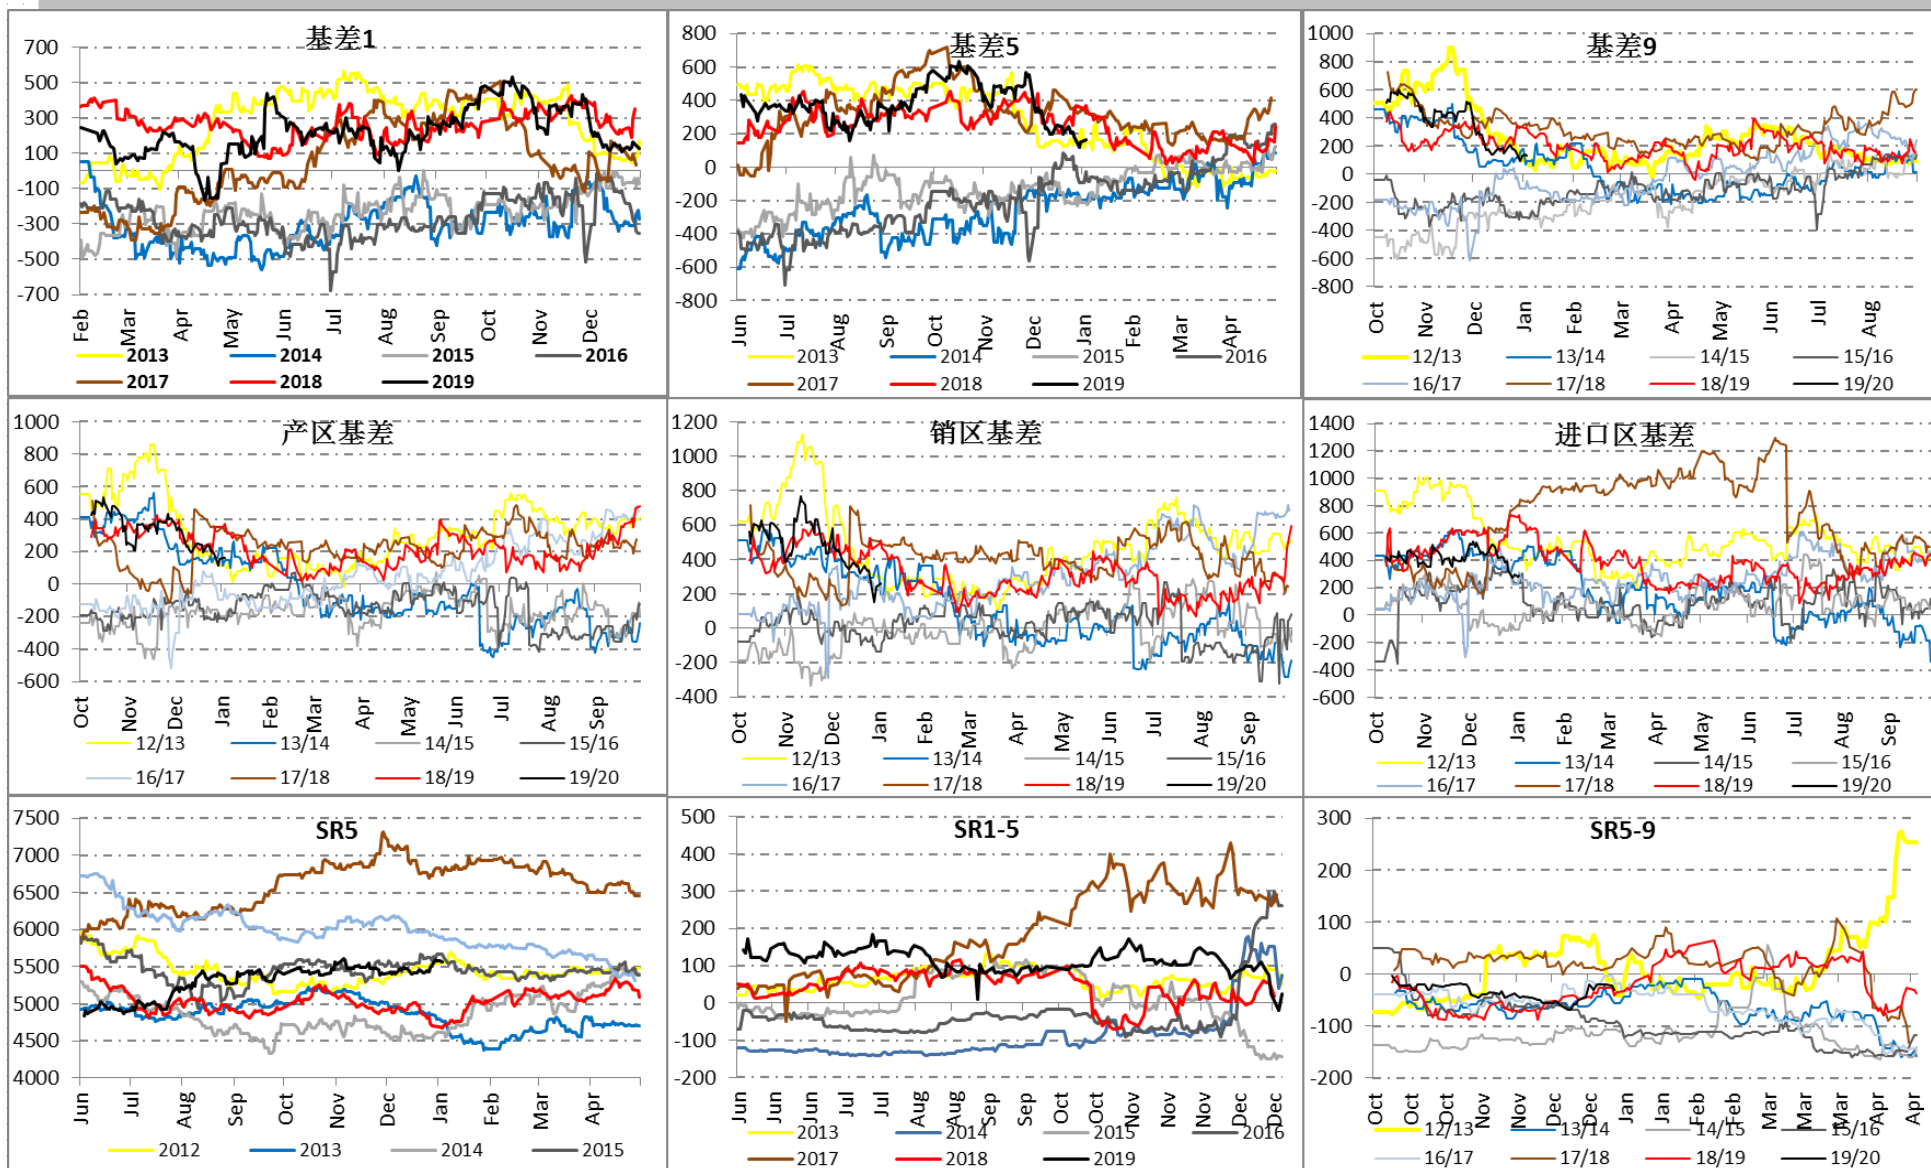 基差1
700
500
300
100
-100
-300
-500
-700
Feb Mar Apr May Jun Jul Aug Sep Oct Nov Dec
2013 2014 2015 2016
2017 2018 2019
基差5
800
600
400
200
0
-200
-400
-600
-800
Jun Jul Aug Sep Oct Nov Dec Jan Feb Mar Apr
2013 2014 2015 2016
2017 2018 2019
基差9
1000
800
600
400
200
0
-200
-400
-600
-800
Oct Nov Dec Jan Feb Mar Apr May Jun Jul Aug
12/13 13/14 14/15 15/16
16/17 17/18 18/19 19/20
产区基差
1000
800
600
400
200
0
-200
-400
-600
Oct Nov Dec Jan Feb Mar Apr May Jun Jul Aug Sep
12/13 13/14 14/15 15/16
16/17 17/18 18/19 19/20
销区基差
1200
1000
800
600
400
200
0
-200
-400
Oct Nov Dec Jan Feb Mar Apr May Jun Jul Aug Sep
12/13 13/14 14/15 15/16
16/17 17/18 18/19 19/20
进口区基差
1400
1200
1000
800
600
400
200
0
-200
-400
-600
Oct Nov Dec Jan Feb Mar Apr May Jun Jul Aug Sep
12/13 13/14 14/15 15/16
16/17 17/18 18/19 19/20
SR5
7500
7000
6500
6000
5500
5000
4500
4000
Jun Jul Aug Sep Oct Nov Dec Jan Feb Mar Apr
2012 2013 2014 2015
SR1-5
500
400
300
200
100
0
-100
-200
Jun Jun Jun Jul Jul Aug Aug Sep Sep Oct Oct Nov Nov Nov Dec Dec
2013 2014 2015 2016
2017 2018 2019
SR5-9
300
200
100
0
-100
-200
Oct Oct Oct Nov Nov Dec Dec Jan Jan Feb Feb Mar Mar Mar Apr Apr
12/13 13/14 14/15 15/16
16/17 17/18 18/19 19/20